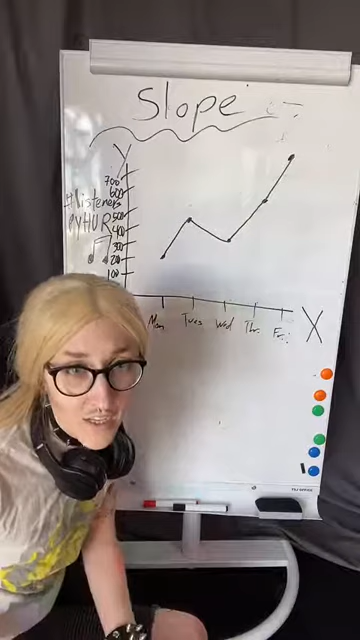 Slope
Y
700
600
#listeners
500
@YHUR
400
300
200
100
Mon Tues Wed Thr. Fri
X